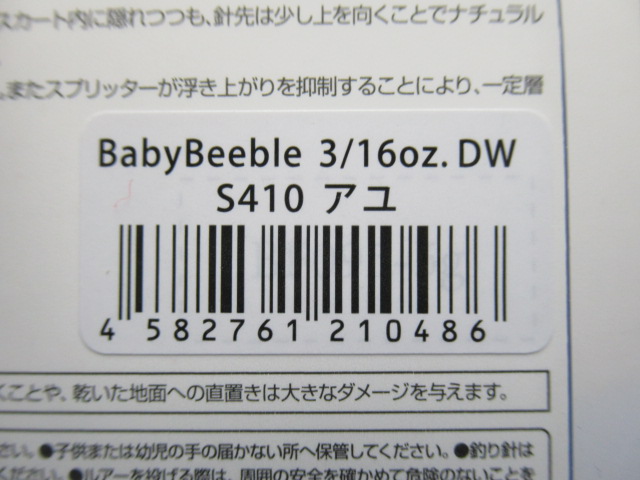 スカート内に隠れつつも、針先は少し上を向くことでナチュラル
またスプリッターが浮き上がりを抑制することにより、一定層
BabyBeeble 3/16oz. DW
S410 アユ
4 582761 210486
ことや、乾いた地面への直置きは大きなダメージを与えます。
さい。●子供または幼児の手の届かない所へ保管してください。●釣り針は
ください。●ルアーを投げる際は、周囲の安全を確かめて危険のないことを